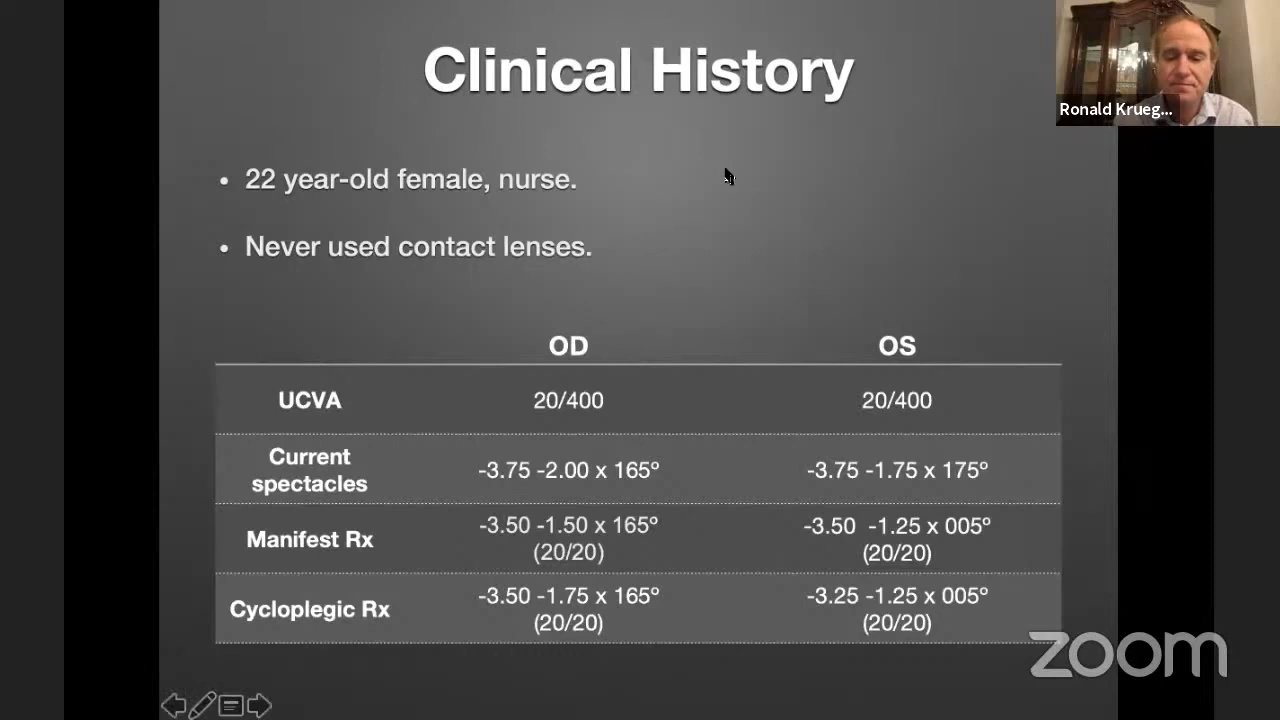 Clinical History
Ronald Krueg...
• 22 year-old female, nurse.
• Never used contact lenses.
OD OS
UCVA 20/400 20/400
Current spectacles -3.75 -2.00 x 165º -3.75 -1.75 x 175º
Manifest Rx -3.50 -1.50 x 165º (20/20) -3.50 -1.25 x 005º (20/20)
Cycloplegic Rx -3.50 -1.75 x 165º (20/20) -3.25 -1.25 x 005º (20/20)
zoom